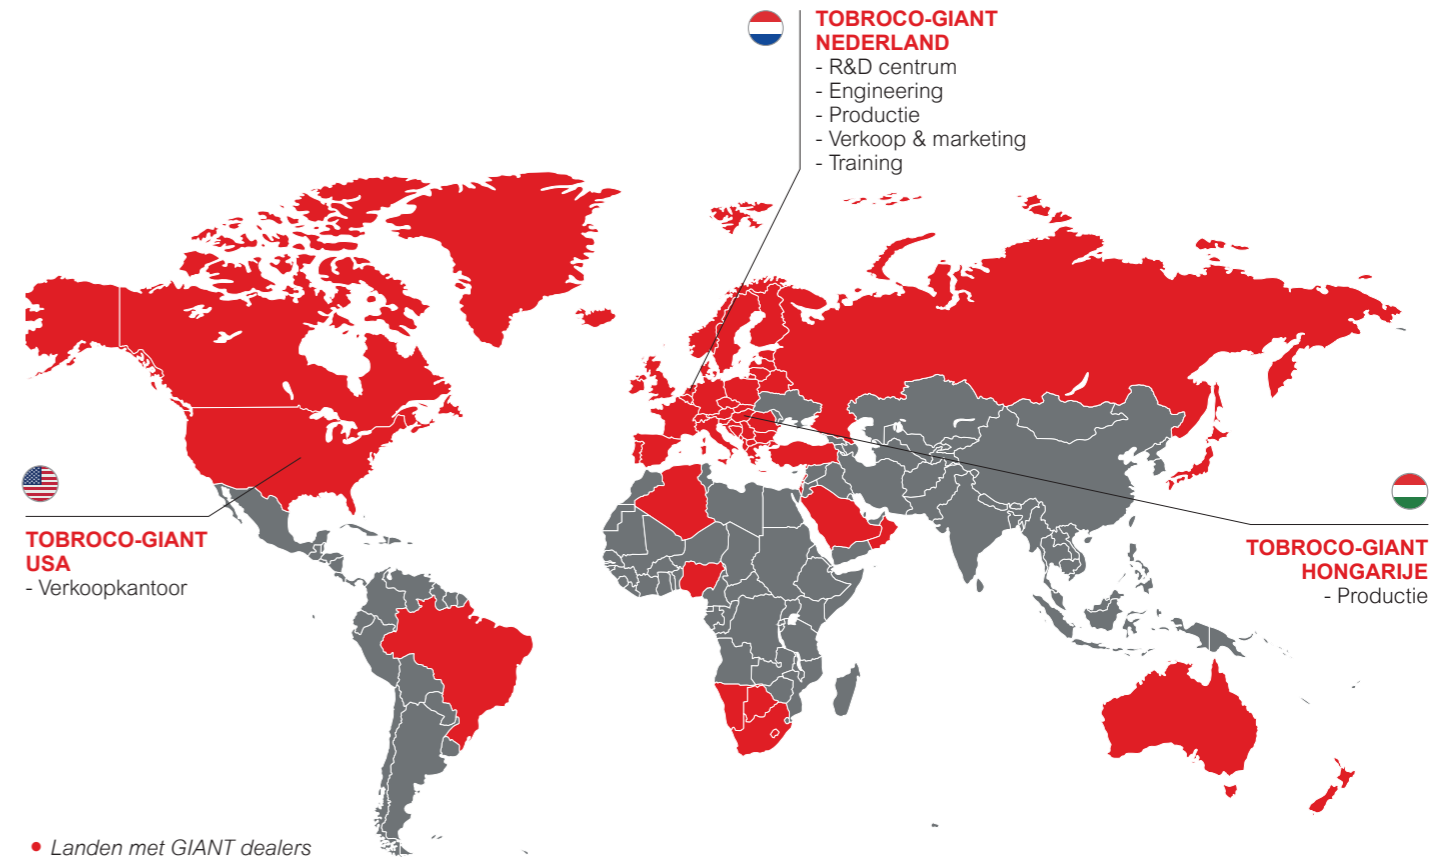 TOBROCO-GIANT
NEDERLAND
- R&D centrum
- Engineering
- Productie
- Verkoop & marketing
- Training
TOBROCO-GIANT
USA
- Verkoopkantoor
TOBROCO-GIANT
HONGARIJE
- Productie
• Landen met GIANT dealers